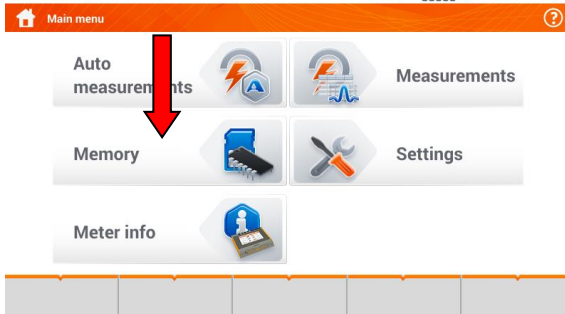 Main menu
Auto
measurements
Measurements
Memory
Settings
Meter info